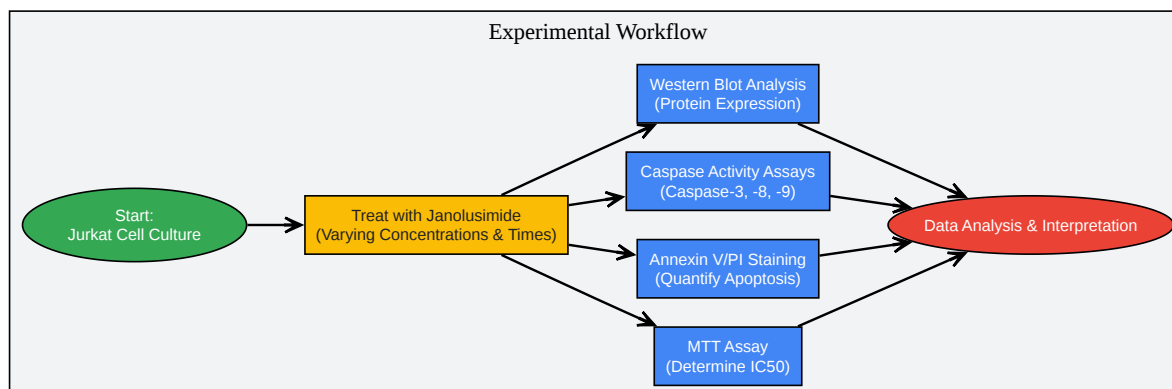 Experimental Workflow
Start:
Jurkat Cell Culture
Treat with Janolusimide
(Varying Concentrations & Times)
Western Blot Analysis
(Protein Expression)
Caspase Activity Assays
(Caspase-3, -8, -9)
Annexin V/PI Staining
(Quantify Apoptosis)
MTT Assay
(Determine IC50)
Data Analysis & Interpretation